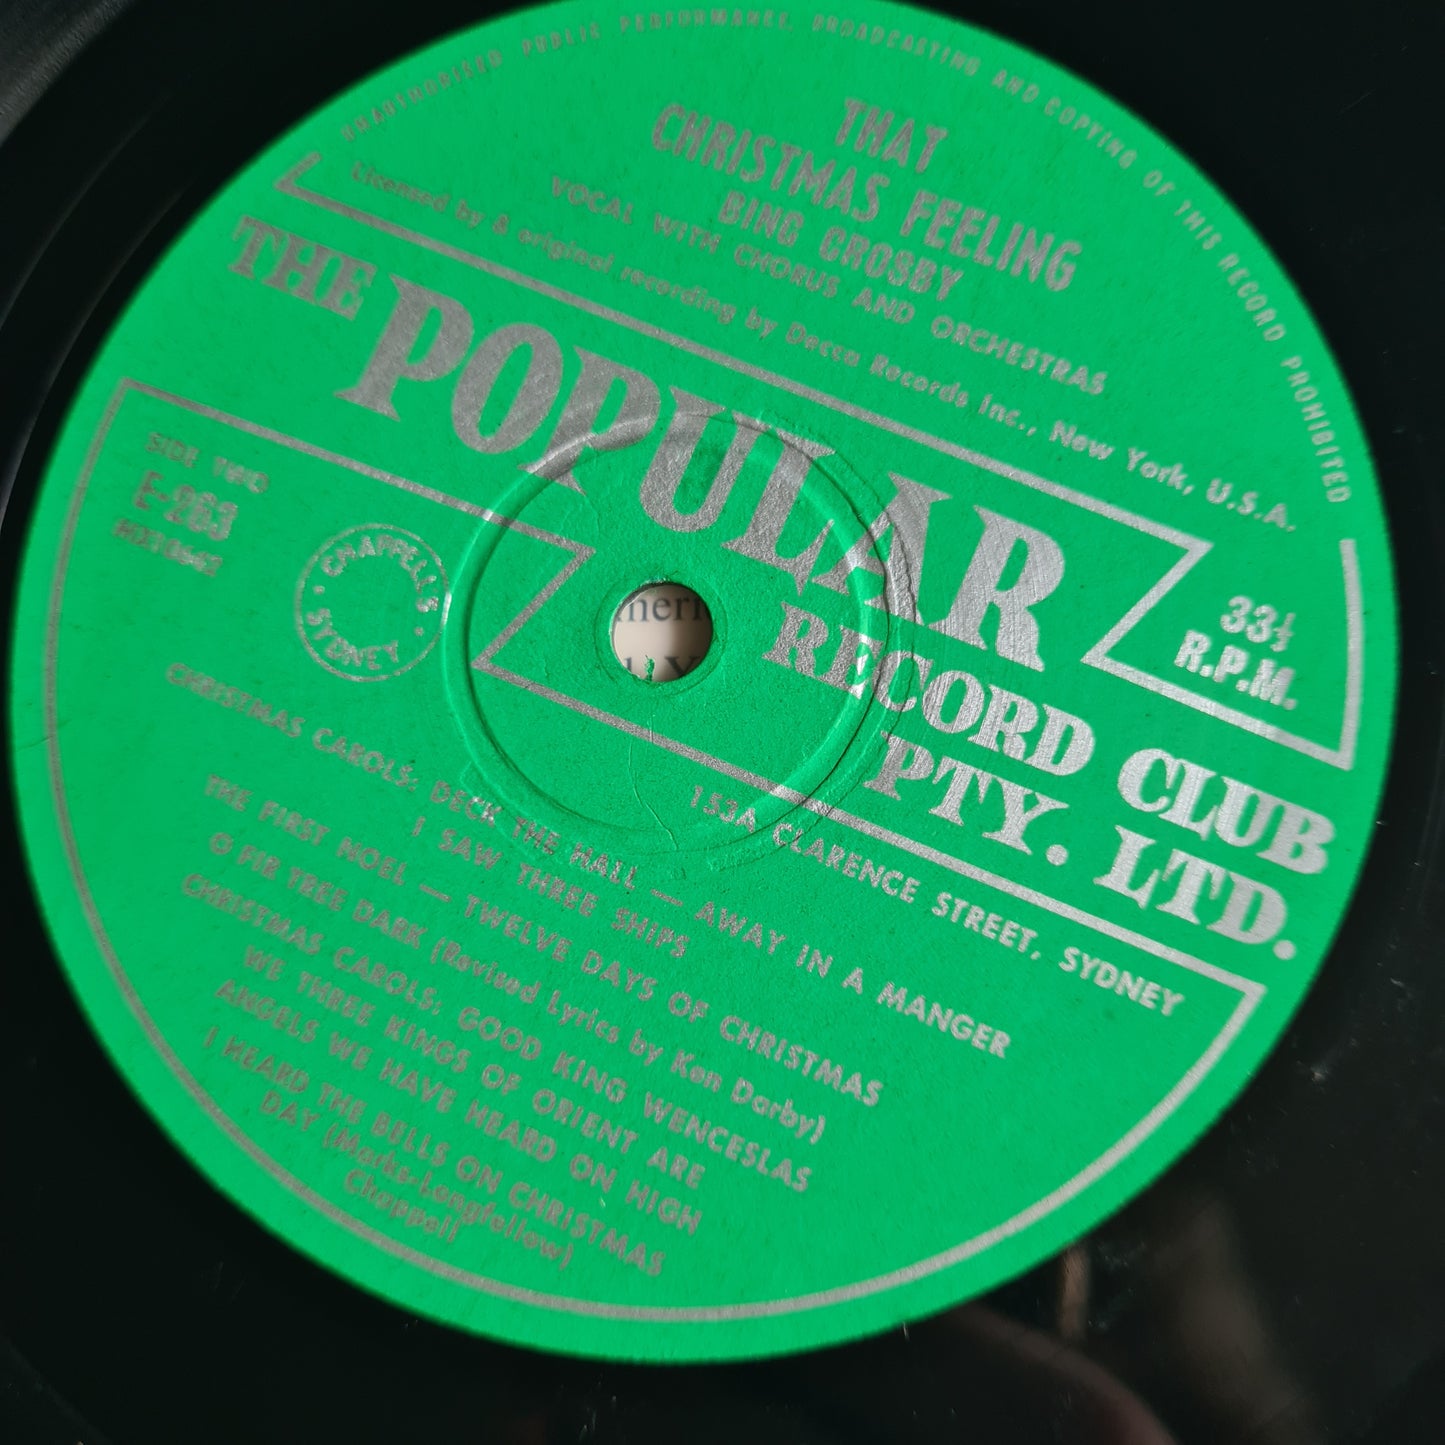 UNAUTHORISED PUBLIC PERFORMANCE, BROADCASTING AND COPYING OF THIS RECORD PROHIBITED
THAT
CHRISTMAS FEELING
BING CROSBY
VOCAL WITH CHORUS AND ORCHESTRAS
Licensed by & original recording by Decca Records Inc., New York, U.S.A.
THE POPULAR
RECORD CLUB
PTY. LTD.
33⅓
R.P.M.
SIDE TWO
E-263
MX10641
CHAPPELLS
SYDNEY
153A CLARENCE STREET, SYDNEY
CHRISTMAS CAROLS: DECK THE HALL — AWAY IN A MANGER
I SAW THREE SHIPS
THE FIRST NOEL — TWELVE DAYS OF CHRISTMAS
O FIR TREE DARK (Revised Lyrics by Ken Darby)
CHRISTMAS CAROLS: GOOD KING WENCESLAS
WE THREE KINGS OF ORIENT ARE
ANGELS WE HAVE HEARD ON HIGH
I HEARD THE BELLS ON CHRISTMAS
DAY (Marks-Longfellow)
Chappell